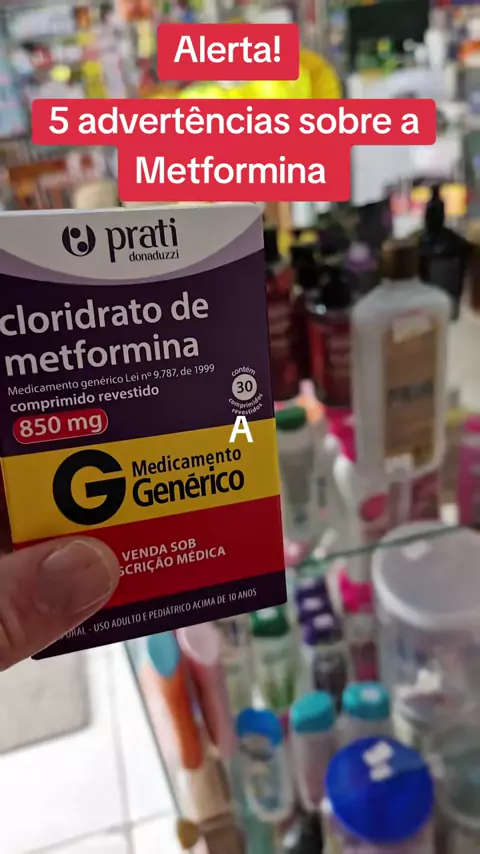 Alerta!
5 advertências sobre a
Metformina
prati
donaduzzi
cloridrato de
metformina
Medicamento genérico Lei nº 9.787, de 1999
comprimido revestido
850 mg
contém
30
comprimidos
revestidos
A
G Medicamento
Genérico
VENDA SOB
SCRIÇÃO MÉDICA
ORAL - USO ADULTO E PEDIÁTRICO ACIMA DE 10 ANOS